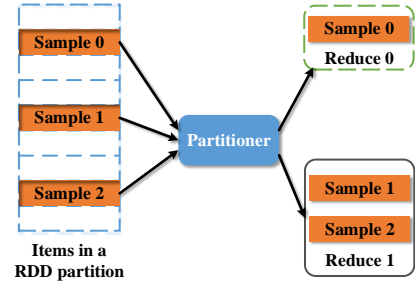 Sample 0
Sample 1
Sample 2
Items in a
RDD partition
Partitioner
Sample 0
Reduce 0
Sample 1
Sample 2
Reduce 1